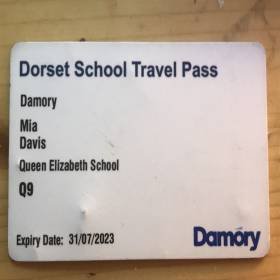 Dorset School Travel Pass
Damory
Mia
Davis
Queen Elizabeth School
Q9
Expiry Date: 31/07/2023
Damory